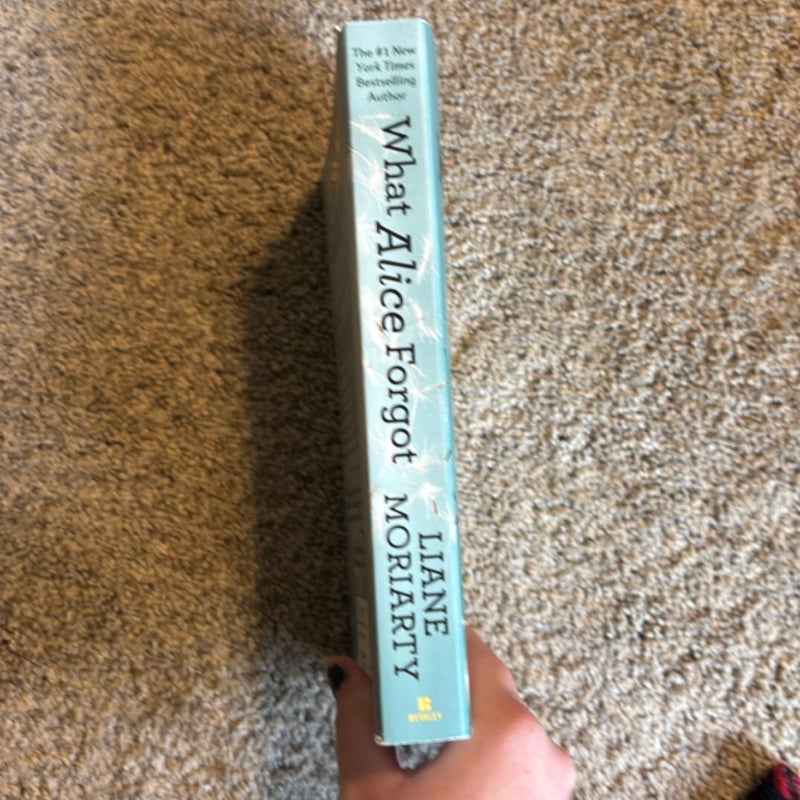 The #1 New
York Times
Bestselling
Author
What Alice Forgot
LIANE
MORIARTY
B
BERKLEY